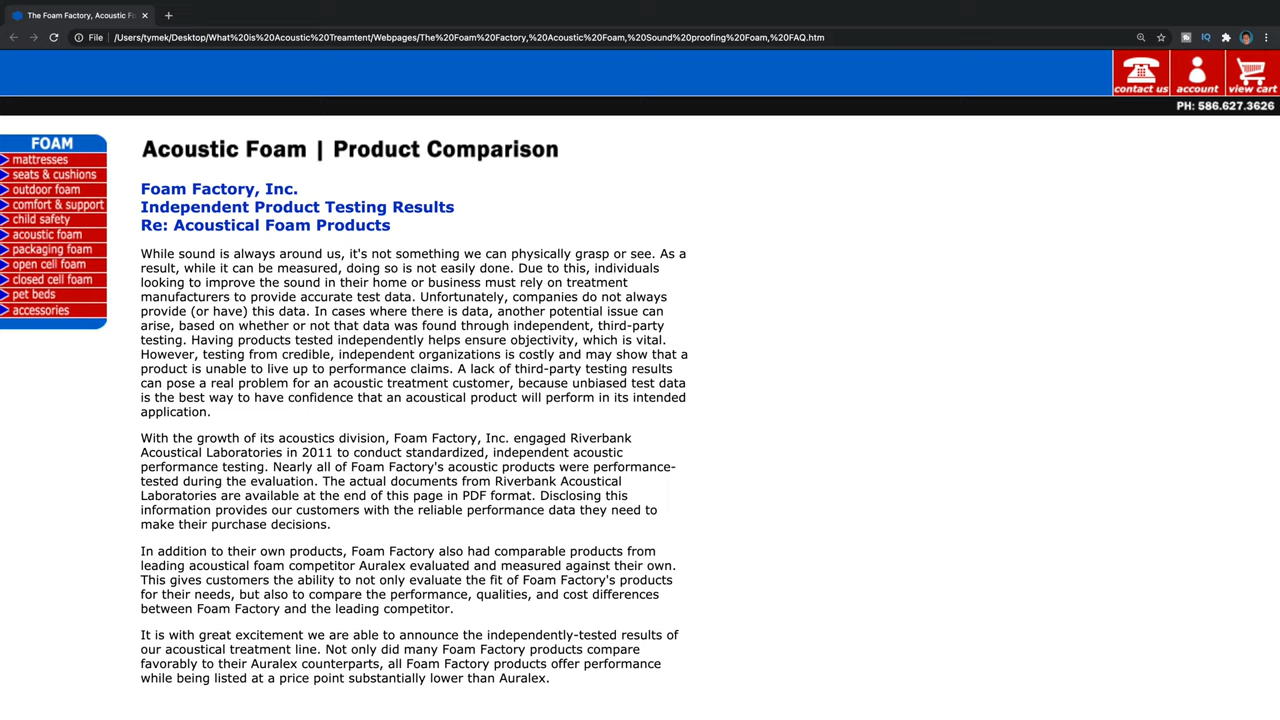 The Foam Factory, Acoustic Fo
File /Users/tymek/Desktop/What%20is%20Acoustic%20Treamtent/Webpages/The%20Foam%20Factory,%20Acoustic%20Foam,%20Sound%20proofing%20Foam,%20FAQ.htm
IQ
contact us account view cart
PH: 586.627.3626
FOAM
mattresses
seats & cushions
outdoor foam
comfort & support
child safety
acoustic foam
packaging foam
open cell foam
closed cell foam
pet beds
accessories
Acoustic Foam | Product Comparison
Foam Factory, Inc.
Independent Product Testing Results
Re: Acoustical Foam Products
While sound is always around us, it's not something we can physically grasp or see. As a
result, while it can be measured, doing so is not easily done. Due to this, individuals
looking to improve the sound in their home or business must rely on treatment
manufacturers to provide accurate test data. Unfortunately, companies do not always
provide (or have) this data. In cases where there is data, another potential issue can
arise, based on whether or not that data was found through independent, third-party
testing. Having products tested independently helps ensure objectivity, which is vital.
However, testing from credible, independent organizations is costly and may show that a
product is unable to live up to performance claims. A lack of third-party testing results
can pose a real problem for an acoustic treatment customer, because unbiased test data
is the best way to have confidence that an acoustical product will perform in its intended
application.
With the growth of its acoustics division, Foam Factory, Inc. engaged Riverbank
Acoustical Laboratories in 2011 to conduct standardized, independent acoustic
performance testing. Nearly all of Foam Factory's acoustic products were performance-
tested during the evaluation. The actual documents from Riverbank Acoustical
Laboratories are available at the end of this page in PDF format. Disclosing this
information provides our customers with the reliable performance data they need to
make their purchase decisions.
In addition to their own products, Foam Factory also had comparable products from
leading acoustical foam competitor Auralex evaluated and measured against their own.
This gives customers the ability to not only evaluate the fit of Foam Factory's products
for their needs, but also to compare the performance, qualities, and cost differences
between Foam Factory and the leading competitor.
It is with great excitement we are able to announce the independently-tested results of
our acoustical treatment line. Not only did many Foam Factory products compare
favorably to their Auralex counterparts, all Foam Factory products offer performance
while being listed at a price point substantially lower than Auralex.